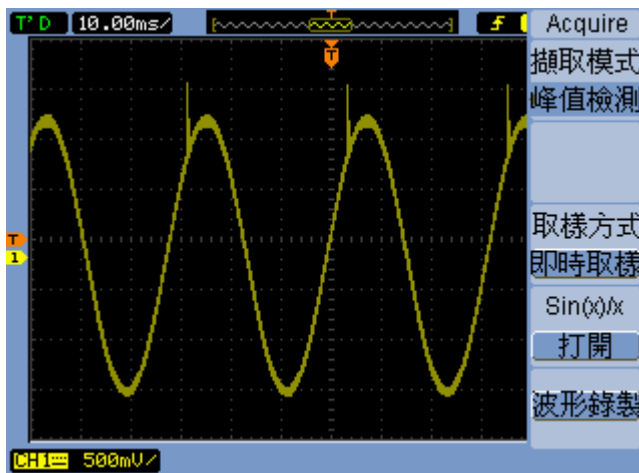 T'D 10.00ms/
T
Acquire
擷取模式
峰值檢測
取樣方式
即時取樣
Sin(x)/x
打開
波形錄製
T
1
CH1 500mV/